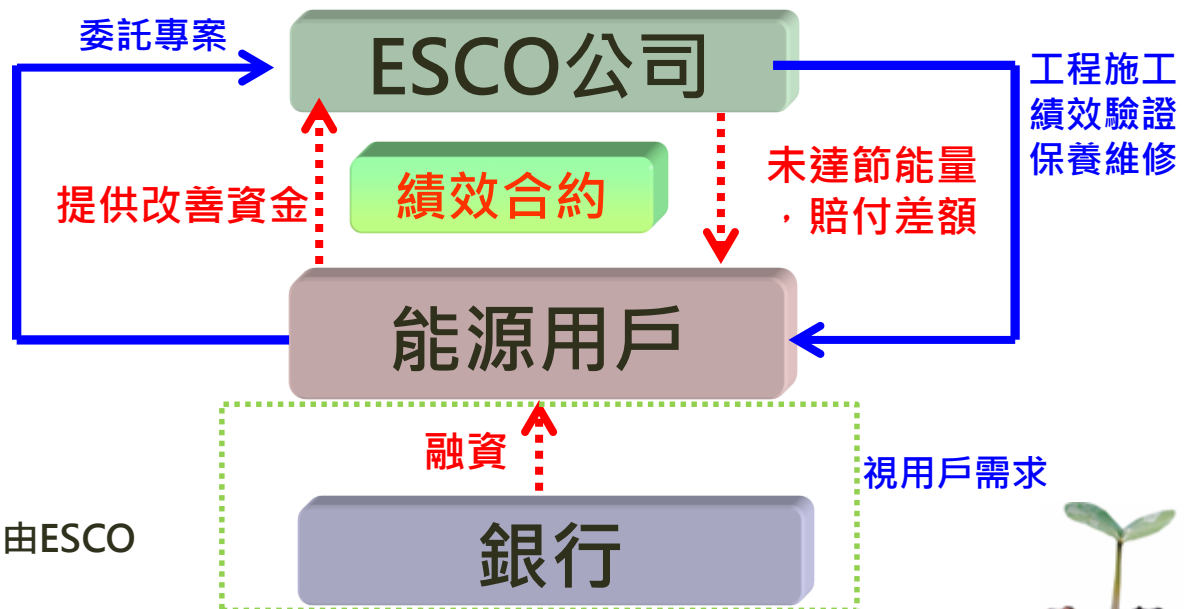 委託專案
ESCO公司
工程施工
績效驗證
保養維修
提供改善資金
績效合約
未達節能量
，賠付差額
能源用戶
融資
視用戶需求
由ESCO
銀行